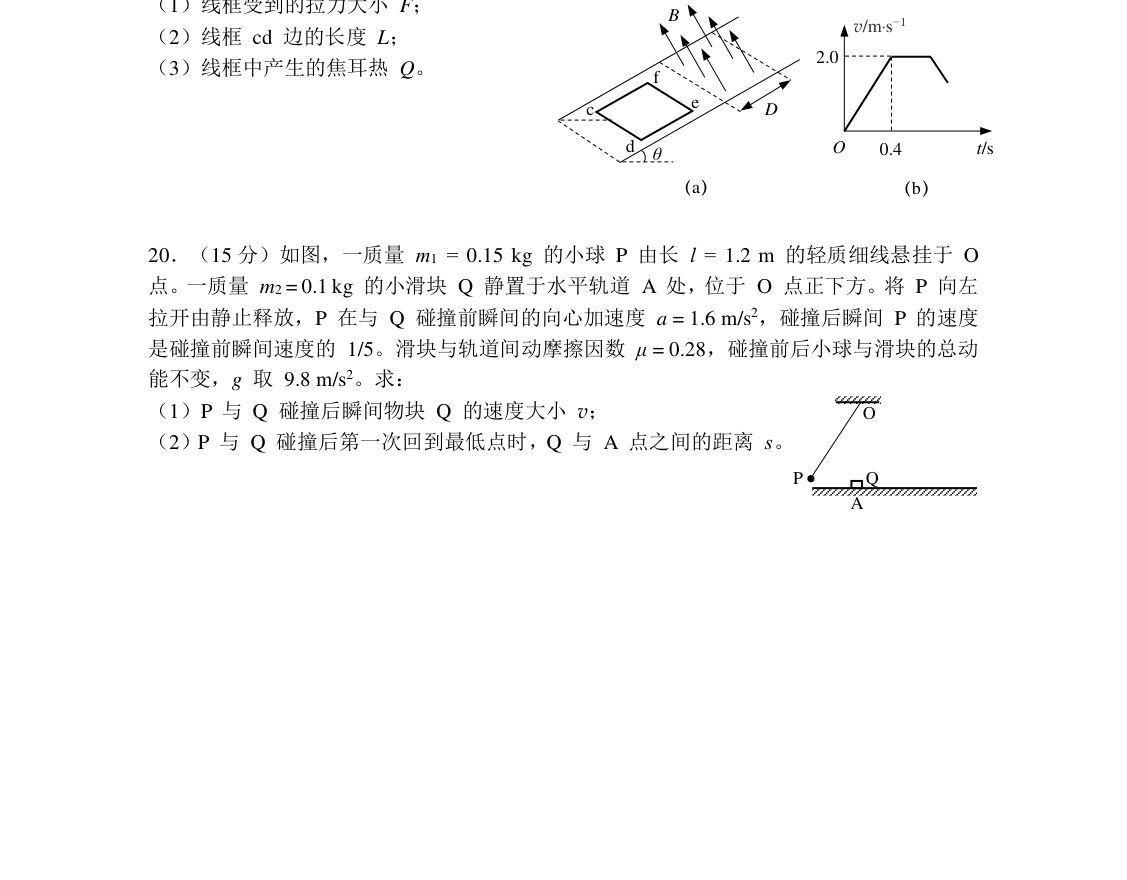 （1）线框受到的拉力大小 F；
（2）线框 cd 边的长度 L；
（3）线框中产生的焦耳热 Q。
B
f
c
e
d
θ
D
(a)
v/m·s⁻¹
2.0
O
0.4
t/s
(b)
20．（15 分）如图，一质量 m₁ = 0.15 kg 的小球 P 由长 l = 1.2 m 的轻质细线悬挂于 O
点。一质量 m₂ = 0.1 kg 的小滑块 Q 静置于水平轨道 A 处，位于 O 点正下方。将 P 向左
拉开由静止释放，P 在与 Q 碰撞前瞬间的向心加速度 a = 1.6 m/s²，碰撞后瞬间 P 的速度
是碰撞前瞬间速度的 1/5。滑块与轨道间动摩擦因数 μ = 0.28，碰撞前后小球与滑块的总动
能不变，g 取 9.8 m/s²。求：
（1）P 与 Q 碰撞后瞬间物块 Q 的速度大小 v；
（2）P 与 Q 碰撞后第一次回到最低点时，Q 与 A 点之间的距离 s。
O
P
Q
A